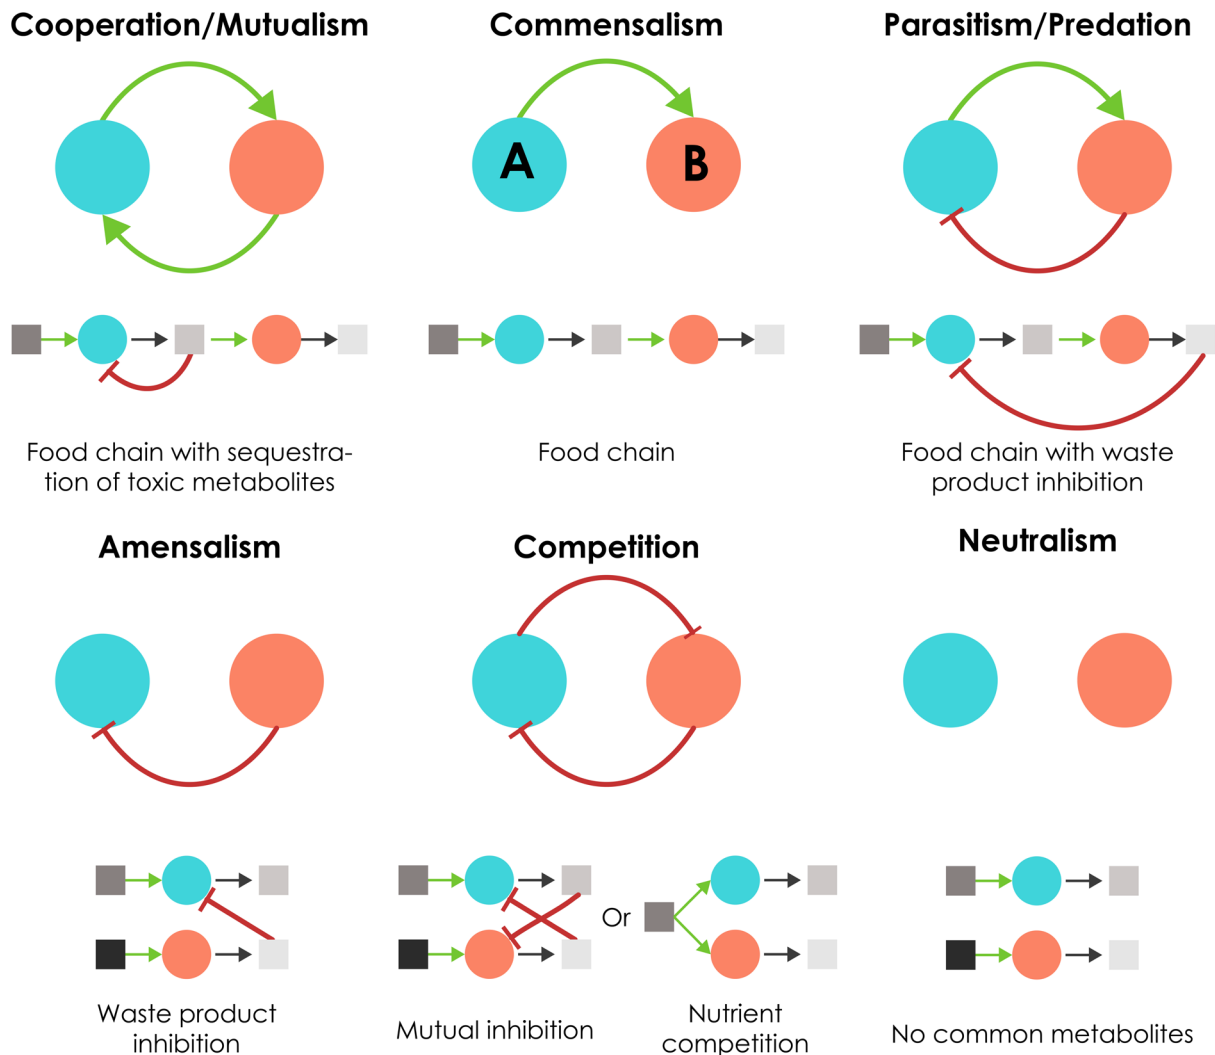 Cooperation/Mutualism
Commensalism
Parasitism/Predation
A
B
Food chain with sequestra-
tion of toxic metabolites
Food chain
Food chain with waste
product inhibition
Amensalism
Competition
Neutralism
Or
Waste product
inhibition
Mutual inhibition
Nutrient
competition
No common metabolites